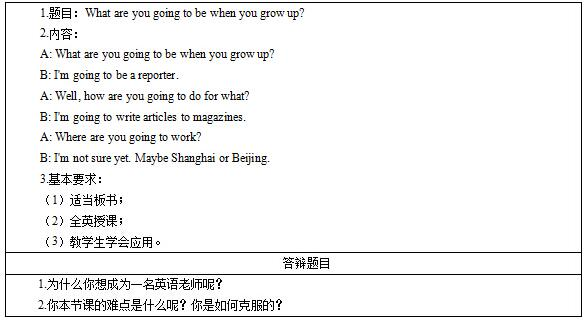 1.题目：What are you going to be when you grow up?
2.内容：
A: What are you going to be when you grow up?
B: I'm going to be a reporter.
A: Well, how are you going to do for what?
B: I'm going to write articles to magazines.
A: Where are you going to work?
B: I'm not sure yet. Maybe Shanghai or Beijing.
3.基本要求：
（1）适当板书；
（2）全英授课；
（3）教学生学会应用。
答辩题目
1.为什么你想成为一名英语老师呢？
2.你本节课的难点是什么呢？你是如何克服的？